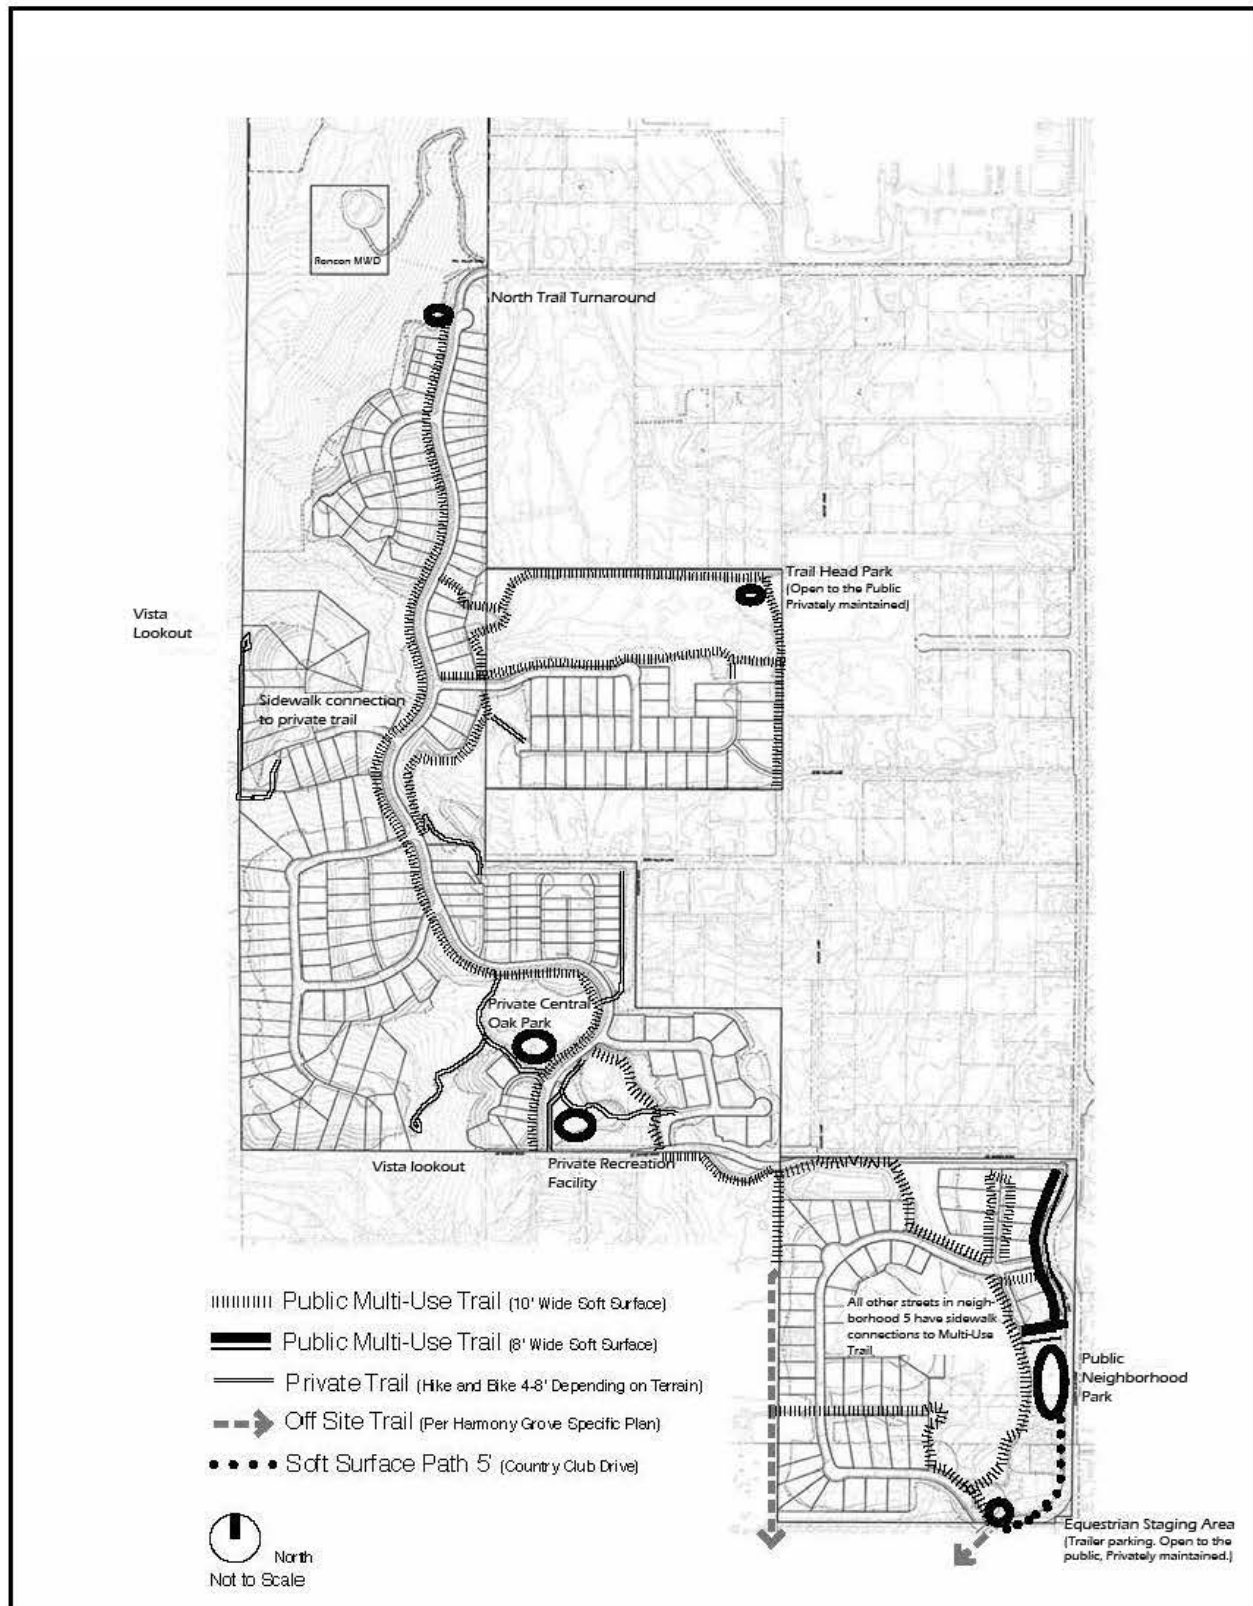 Rancon MWD
North Trail Turnaround
Trail Head Park
(Open to the Public
Privately maintained)
Vista
Lookout
Sidewalk connection
to private trail
Private Central
Oak Park
Vista lookout
Private Recreation
Facility
All other streets in neigh-
borhood 5 have sidewalk
connections to Multi-Use
Trail
Public
Neighborhood
Park
Equestrian Staging Area
(Trailer parking. Open to the
public, Privately maintained.)
Public Multi-Use Trail (10' Wide Soft Surface)
Public Multi-Use Trail (8' Wide Soft Surface)
Private Trail (Hike and Bike 4-8' Depending on Terrain)
Off Site Trail (Per Harmony Grove Specific Plan)
Soft Surface Path 5' (Country Club Drive)
North
Not to Scale